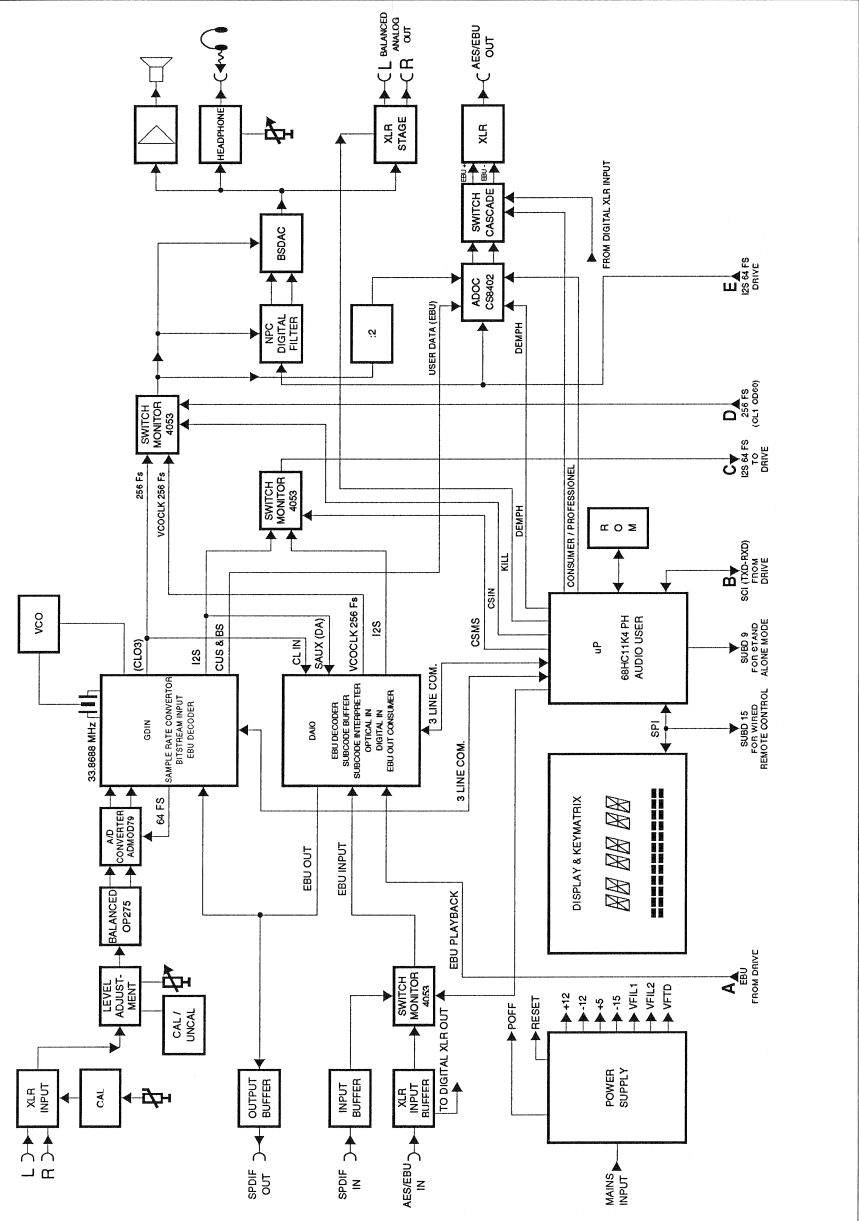 L
R
XLR
INPUT
CAL
LEVEL
ADJUST-
MENT
CAL /
UNCAL
BALANCED
OP275
A/D
CONVERTER
ADMOD79
64 FS
33.8688 MHz
VCO
GDIN
SAMPLE RATE CONVERTOR
BITSTREAM INPUT
EBU DECODER
(CLO3)
I2S
CUS & BS
256 Fs
VCOCLK 256 Fs
SWITCH
MONITOR
4053
NPC
DIGITAL
FILTER
BSDAC
HEADPHONE
XLR
STAGE
L
R
BALANCED
ANALOG
OUT
:2
SPDIF
OUT
OUTPUT
BUFFER
EBU OUT
SPDIF
IN
INPUT
BUFFER
AES/EBU
IN
XLR
INPUT
BUFFER
TO DIGITAL XLR OUT
SWITCH
MONITOR
4053
EBU INPUT
EBU PLAYBACK
DAIO
EBU DECODER
SUBCODE BUFFER
SUBCODE INTERPRETER
OPTICAL IN
DIGITAL IN
EBU OUT CONSUMER
CL IN
SAUX (DA)
VCOCLK 256 Fs
I2S
3 LINE COM.
3 LINE COM.
SWITCH
MONITOR
4053
CSMS
CSIN
KILL
DEMPH
CONSUMER / PROFESSIONEL
USER DATA (EBU)
DEMPH
ADOC
CS8402
SWITCH
CASCADE
EBU +
EBU -
XLR
AES/EBU
OUT
FROM DIGITAL XLR INPUT
MAINS
INPUT
POWER
SUPPLY
POFF
RESET
+12
-12
+5
-15
VFIL1
VFIL2
VFTD
DISPLAY & KEYMATRIX
SPI
uP
68HC11K4 PH
AUDIO USER
R
O
M
A
EBU
FROM DRIVE
SUBD 15
FOR WIRED
REMOTE CONTROL
SUBD 9
FOR STAND
ALONE MODE
B
SCI (TXD-RXD)
FROM
DRIVE
C
I2S 64 FS
TO
DRIVE
D
256 FS
(CL1 OD60)
E
I2S 64 FS
DRIVE